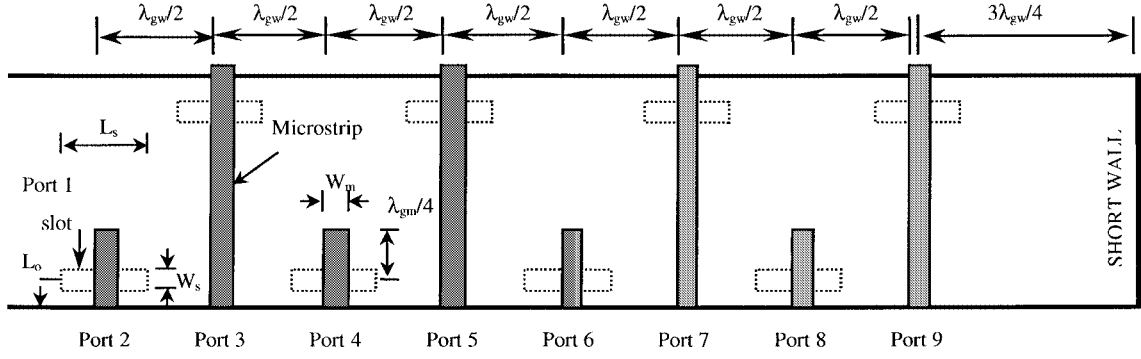 λgw/2 λgw/2 λgw/2 λgw/2 λgw/2 λgw/2 λgw/2 3λgw/4
Ls
Microstrip
Port 1
Wm
λgm/4
slot
Lo
Ws
SHORT WALL
Port 2 Port 3 Port 4 Port 5 Port 6 Port 7 Port 8 Port 9